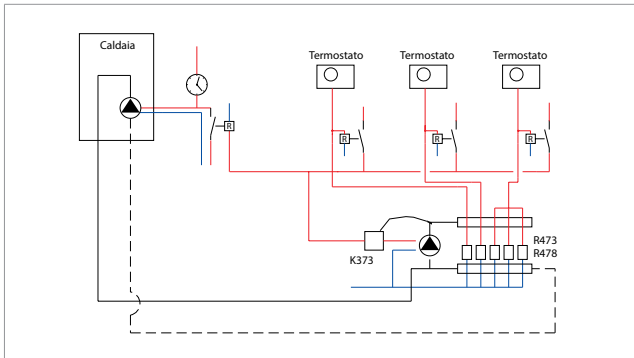 Caldaia
Termostato
Termostato
Termostato
R
R
R
R
K373
R473
R478